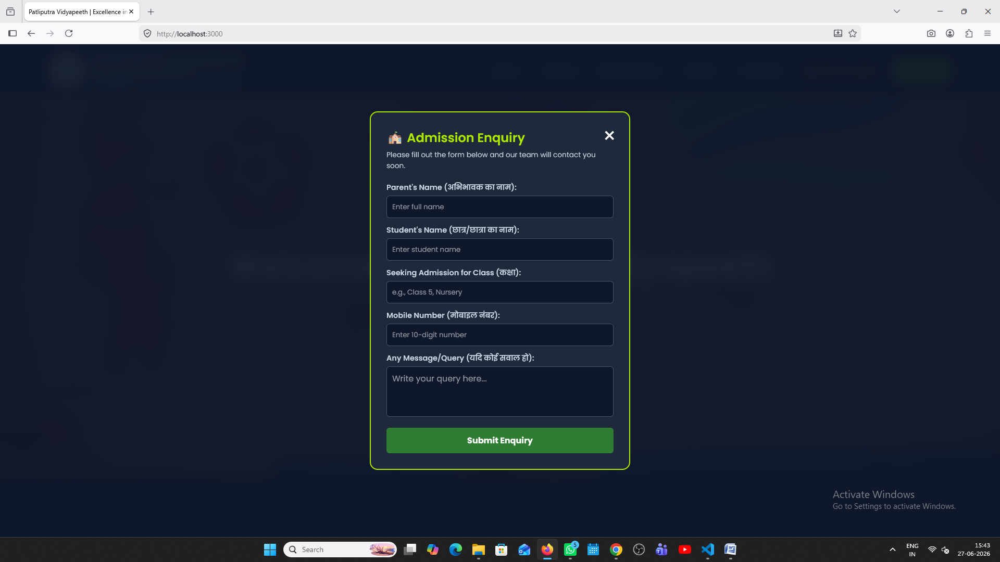 Patliputra Vidyapeeth | Excellence in
http://localhost:3000
Admission Enquiry
Please fill out the form below and our team will contact you
soon.
Parent's Name (अभिभावक का नाम):
Enter full name
Student's Name (छात्र/छात्रा का नाम):
Enter student name
Seeking Admission for Class (कक्षा):
e.g., Class 5, Nursery
Mobile Number (मोबाइल नंबर):
Enter 10-digit number
Any Message/Query (यदि कोई सवाल हो):
Write your query here...
Submit Enquiry
Activate Windows
Go to Settings to activate Windows.
Search
5
ENG
IN
15:43
27-06-2026